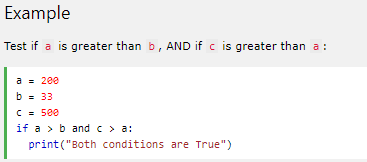 Example
Test if a is greater than b, AND if c is greater than a:
a = 200
b = 33
c = 500
if a > b and c > a:
  print("Both conditions are True")